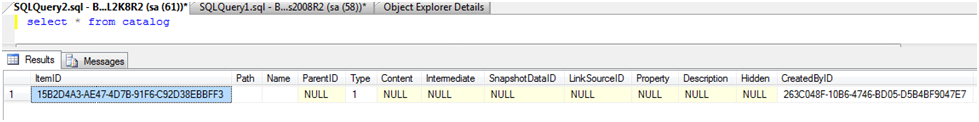 SQLQuery2.sql - B...L2K8R2 (sa (61))* SQLQuery1.sql - B...s2008R2 (sa (58))* Object Explorer Details
select * from catalog
Results Messages
ItemID Path Name ParentID Type Content Intermediate SnapshotDataID LinkSourceID Property Description Hidden CreatedByID
1 15B2D4A3-AE47-4D7B-91F6-C92D38EBBFF3 NULL 1 NULL NULL NULL NULL NULL NULL NULL 263C048F-10B6-4746-BD05-D5B4BF9047E7